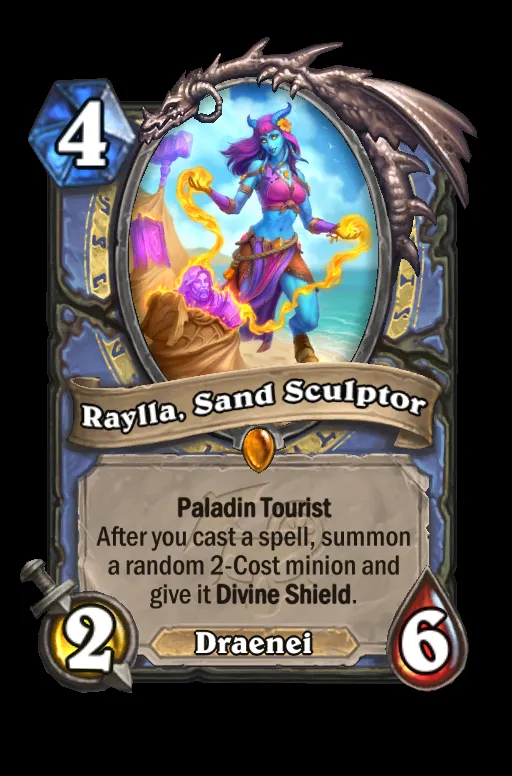 4
Raylla, Sand Sculptor
Paladin Tourist
After you cast a spell, summon
a random 2-Cost minion and
give it Divine Shield.
2
Draenei
6